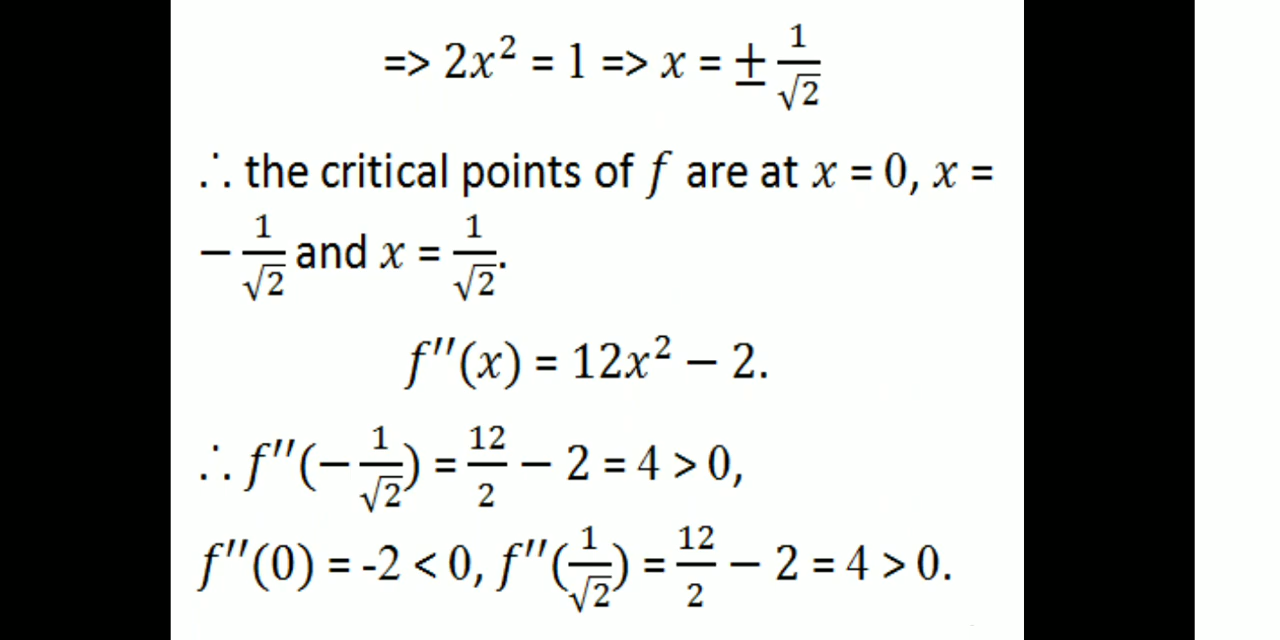 => 2x² = 1 => x = ± 1/√2
∴ the critical points of f are at x = 0, x =
− 1/√2 and x = 1/√2.
f″(x) = 12x² − 2.
∴ f″(− 1/√2) = 12/2 − 2 = 4 > 0,
f″(0) = -2 < 0, f″(1/√2) = 12/2 − 2 = 4 > 0.